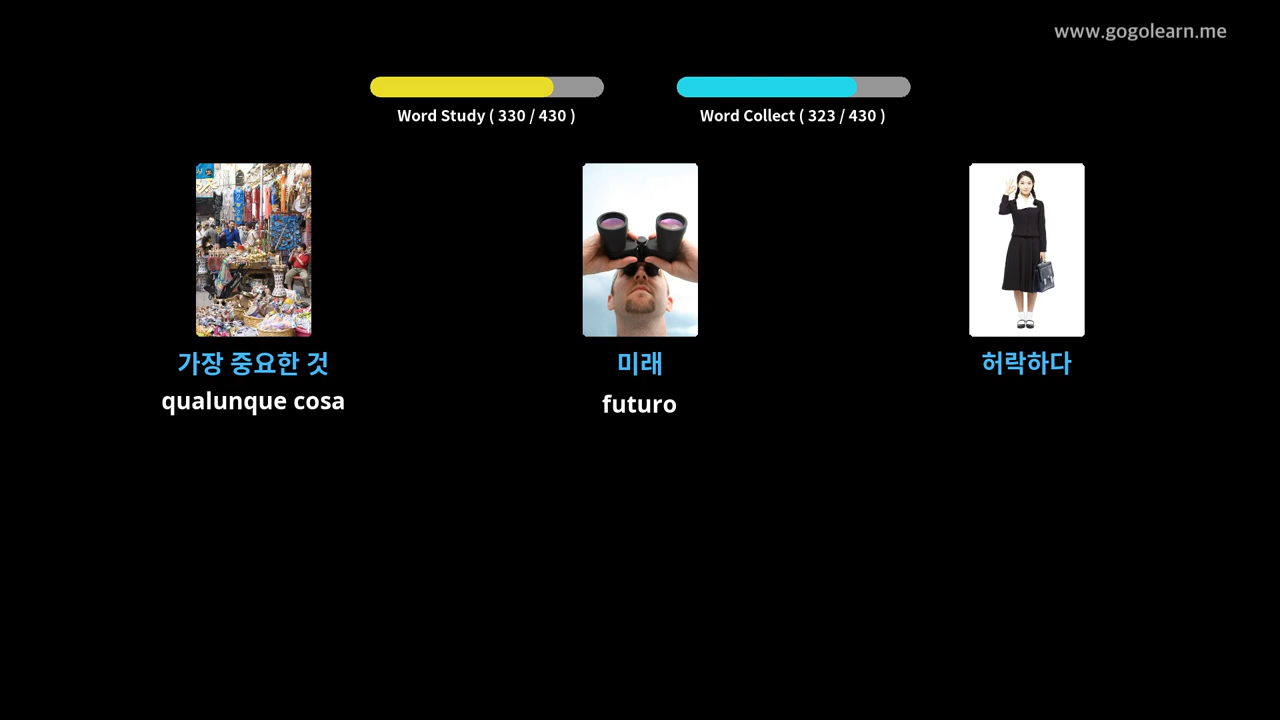 www.gogolearn.me
Word Study ( 330 / 430 )
Word Collect ( 323 / 430 )
가장 중요한 것
미래
허락하다
qualunque cosa
futuro